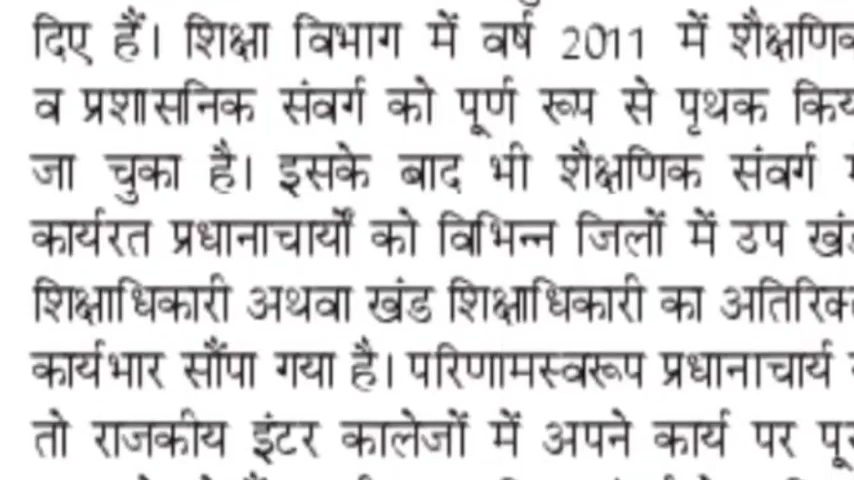 दिए हैं। शिक्षा विभाग में वर्ष 2011 में
व प्रशासनिक संवर्ग को पूर्ण रूप से पृथक
जा चुका है। इसके बाद भी शैक्षणिक संवर्ग
कार्यरत प्रधानाचार्यों को विभिन्न जिलों में उप
शिक्षाधिकारी अथवा खंड शिक्षाधिकारी का
कार्यभार सौंपा गया है। परिणामस्वरूप प्रधानाचार्य
तो राजकीय इंटर कालेजों में अपने कार्य पर